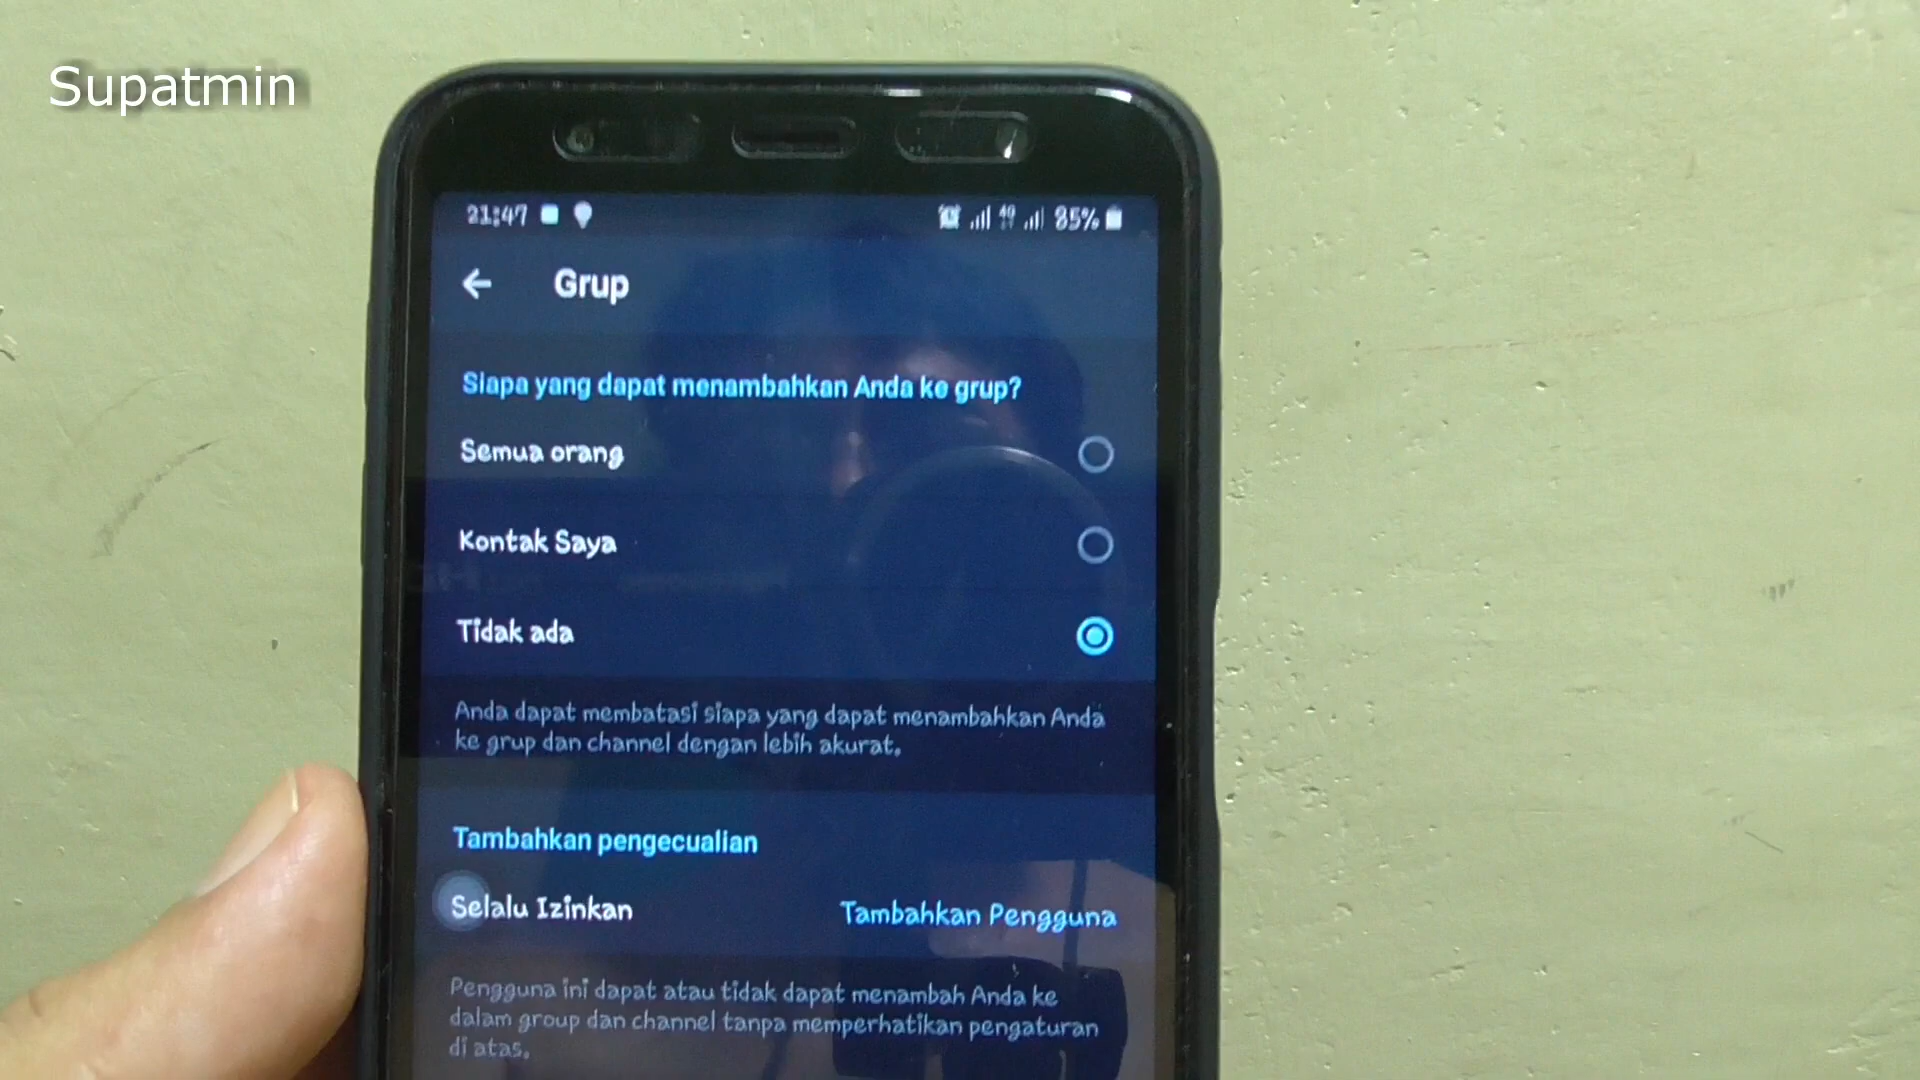 Supatmin
21:47
4G
85%
Grup
Siapa yang dapat menambahkan Anda ke grup?
Semua orang
Kontak Saya
Tidak ada
Anda dapat membatasi siapa yang dapat menambahkan Anda
ke grup dan channel dengan lebih akurat.
Tambahkan pengecualian
Selalu Izinkan Tambahkan Pengguna
Pengguna ini dapat atau tidak dapat menambah Anda ke
dalam group dan channel tanpa memperhatikan pengaturan
di atas.